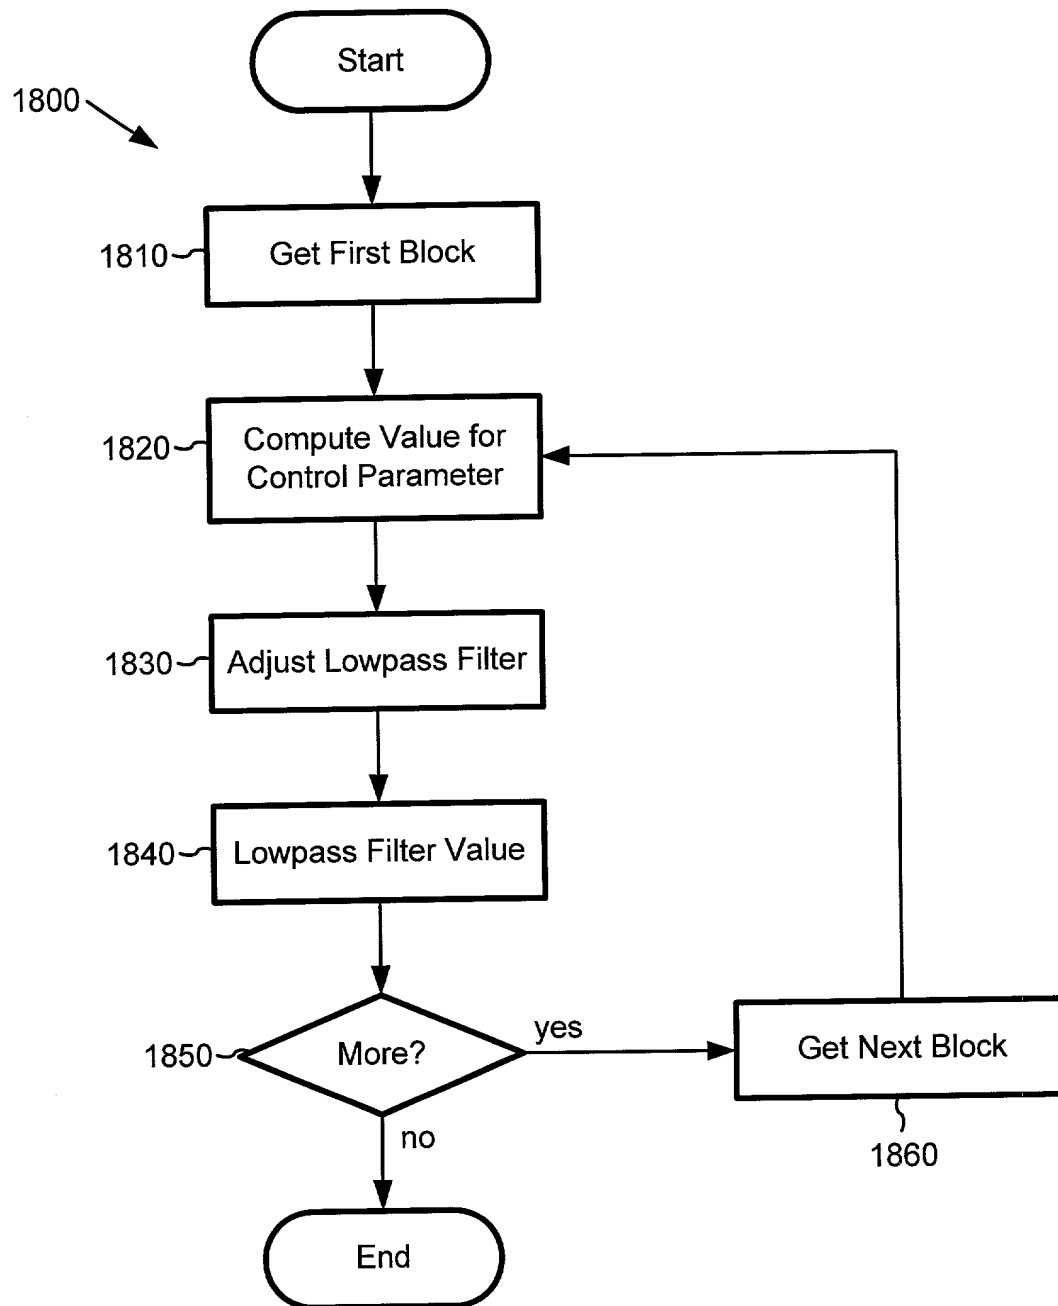 Start
1800
1810
Get First Block
1820
Compute Value for
Control Parameter
1830
Adjust Lowpass Filter
1840
Lowpass Filter Value
1850
More?
yes
Get Next Block
1860
no
End